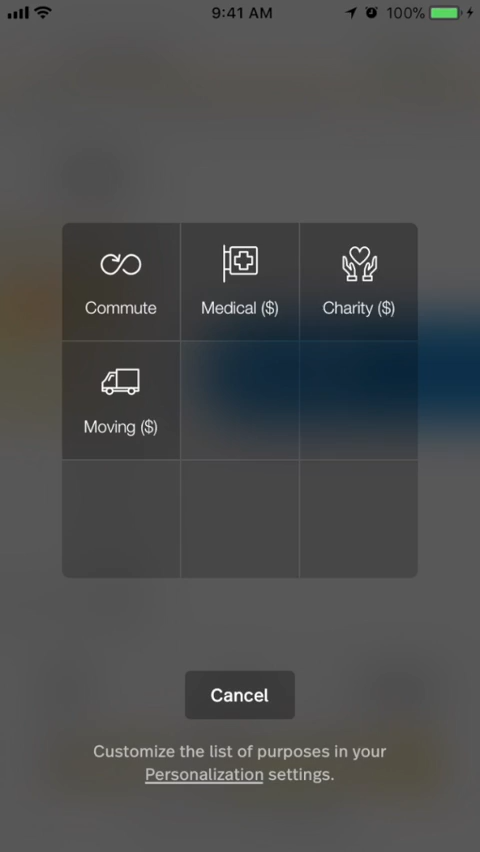 9:41 AM 100%
Commute Medical ($) Charity ($)
Moving ($)
Cancel
Customize the list of purposes in your
Personalization settings.